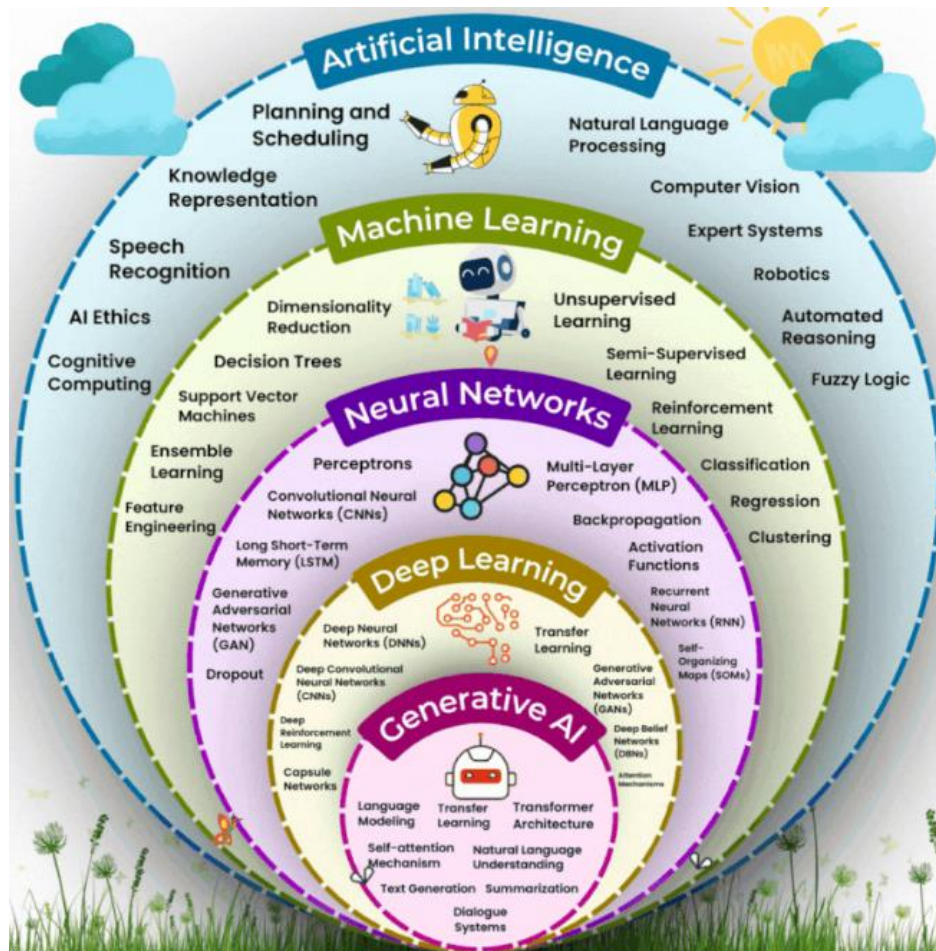 Artificial Intelligence
Planning and
Scheduling
Natural Language
Processing
Knowledge
Representation
Computer Vision
Speech
Recognition
Expert Systems
Robotics
AI Ethics
Automated
Reasoning
Cognitive
Computing
Fuzzy Logic
Machine Learning
Dimensionality
Reduction
Unsupervised
Learning
Decision Trees
Semi-Supervised
Learning
Support Vector
Machines
Reinforcement
Learning
Ensemble
Learning
Classification
Feature
Engineering
Regression
Clustering
Neural Networks
Perceptrons
Multi-Layer
Perceptron (MLP)
Convolutional Neural
Networks (CNNs)
Backpropagation
Long Short-Term
Memory (LSTM)
Activation
Functions
Generative
Adversarial
Networks
(GAN)
Recurrent
Neural
Networks (RNN)
Dropout
Self-
Organizing
Maps (SOMs)
Deep Learning
Deep Neural
Networks (DNNs)
Transfer
Learning
Deep Convolutional
Neural Networks
(CNNs)
Generative
Adversarial
Networks
(GANs)
Deep
Reinforcement
Learning
Deep Belief
Networks
(DBNs)
Capsule
Networks
Attention
Mechanisms
Generative AI
Language
Modeling
Transfer
Learning
Transformer
Architecture
Self-attention
Mechanism
Natural Language
Understanding
Text Generation
Summarization
Dialogue
Systems